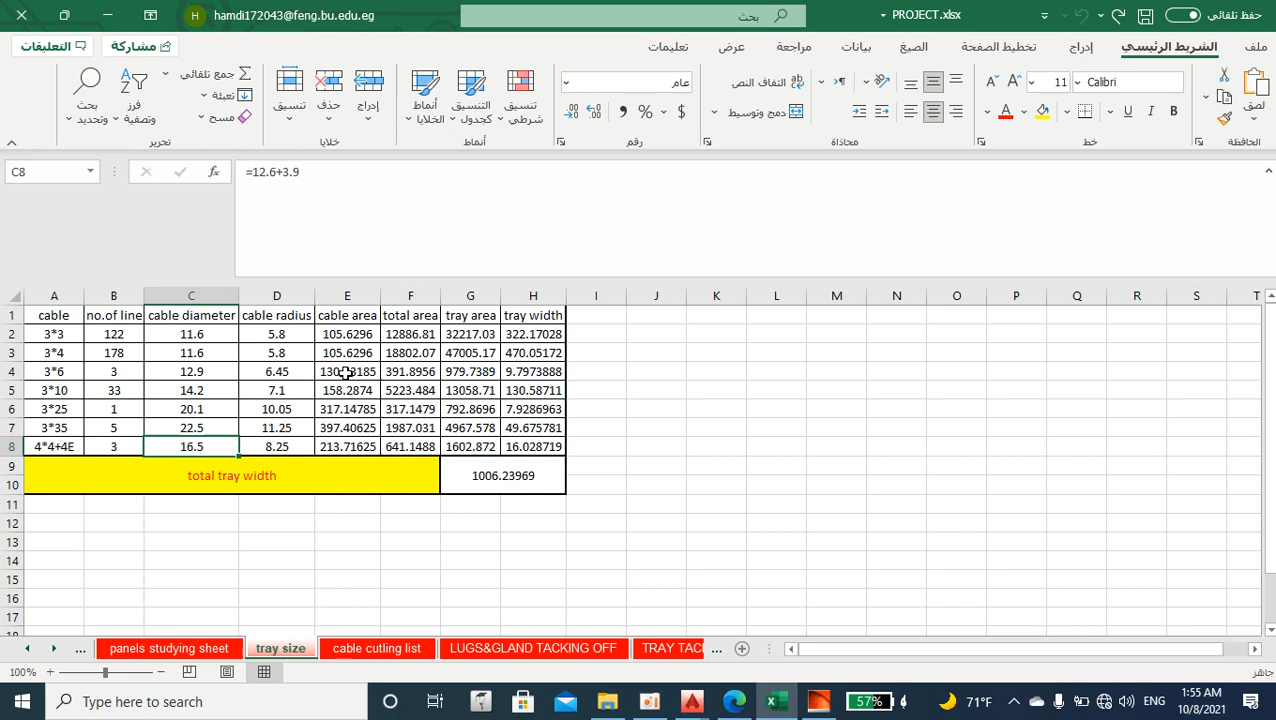 hamdi172043@feng.bu.edu.eg
H
بحث
PROJECT.xlsx
حفظ تلقائي
ملف
الشريط الرئيسي
إدراج
تخطيط الصفحة
الصيغ
بيانات
مراجعة
عرض
تعليمات
مشاركة
التعليقات
لصق
الحافظة
Calibri
11
B I U
A A
خط
التفاف النص
دمج وتوسيط
محاذاة
عام
$ %
رقم
تنسيق شرطي
التنسيق كجدول
أنماط الخلايا
أنماط
إدراج
حذف
تنسيق
خلايا
جمع تلقائي
تعبئة
مسح
فرز وتصفية
بحث وتحديد
تحرير
C8
fx
=12.6+3.9
A B C D E F G H I J K L M N O P Q R S T
1 cable no.of line cable diameter cable radius cable area total area tray area tray width
2 3*3 122 11.6 5.8 105.6296 12886.81 32217.03 322.17028
3 3*4 178 11.6 5.8 105.6296 18802.07 47005.17 470.05172
4 3*6 3 12.9 6.45 391.8956 979.7389 9.7973888
5 3*10 33 14.2 7.1 158.2874 5223.484 13058.71 130.58711
6 3*25 1 20.1 10.05 317.14785 317.1479 792.8696 7.9286963
7 3*35 5 22.5 11.25 397.40625 1987.031 4967.578 49.675781
8 4*4+4E 3 16.5 8.25 213.71625 641.1488 1602.872 16.028719
9 total tray width 1006.23969
10
11
12
13
14
15
16
17
... panels studying sheet tray size cable cutling list LUGS&GLAND TACKING OFF TRAY TACI ...
100%
جاهز
Type here to search
57%
71°F
ENG
1:55 AM
10/8/2021